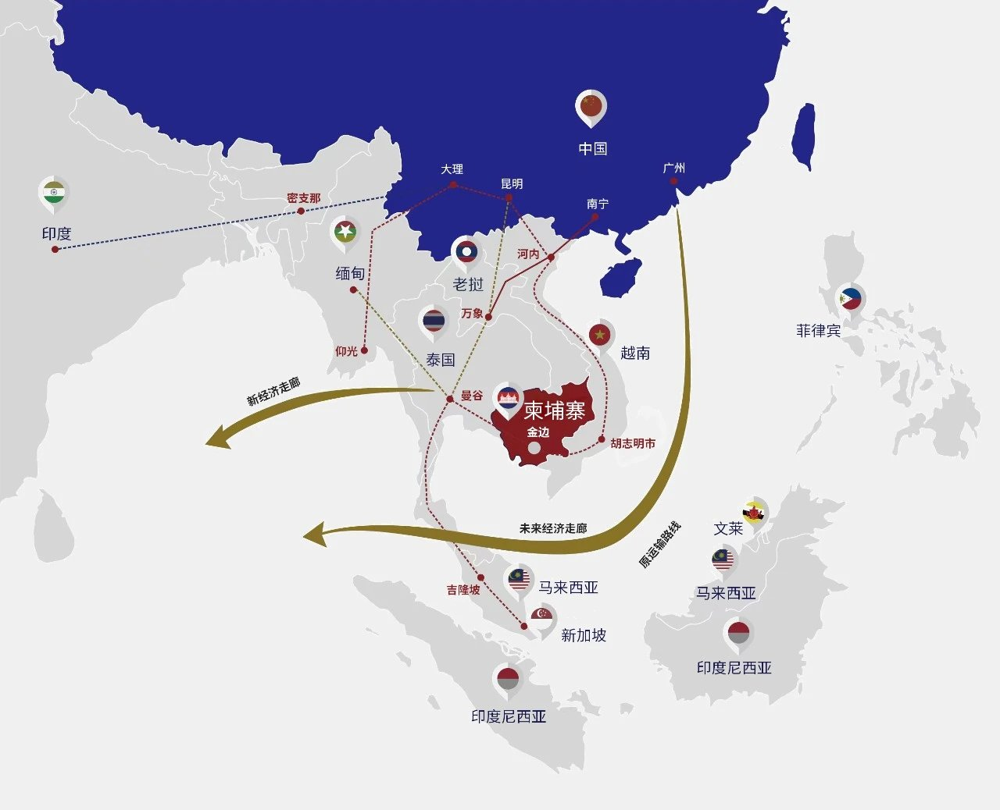 中国
大理
广州
昆明
密支那
南宁
印度
河内
缅甸
老挝
万象
菲律宾
仰光
泰国
越南
新经济走廊
曼谷
柬埔寨
金边
胡志明市
未来经济走廊
文莱
原运输路线
吉隆坡
马来西亚
马来西亚
新加坡
印度尼西亚
印度尼西亚